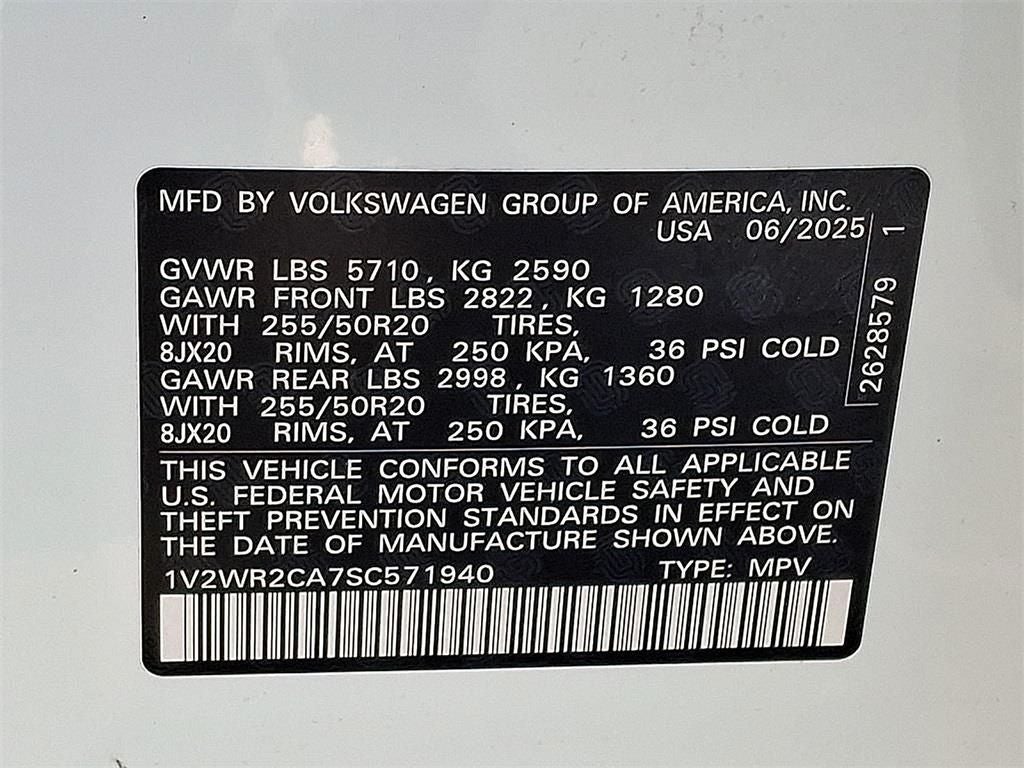 MFD BY VOLKSWAGEN GROUP OF AMERICA, INC.
USA 06/2025
GVWR LBS 5710, KG 2590
GAWR FRONT LBS 2822, KG 1280
WITH 255/50R20 TIRES,
8JX20 RIMS, AT 250 KPA, 36 PSI COLD
GAWR REAR LBS 2998, KG 1360
WITH 255/50R20 TIRES,
8JX20 RIMS, AT 250 KPA, 36 PSI COLD
2628579 1
THIS VEHICLE CONFORMS TO ALL APPLICABLE
U.S. FEDERAL MOTOR VEHICLE SAFETY AND
THEFT PREVENTION STANDARDS IN EFFECT ON
THE DATE OF MANUFACTURE SHOWN ABOVE.
1V2WR2CA7SC571940 TYPE: MPV